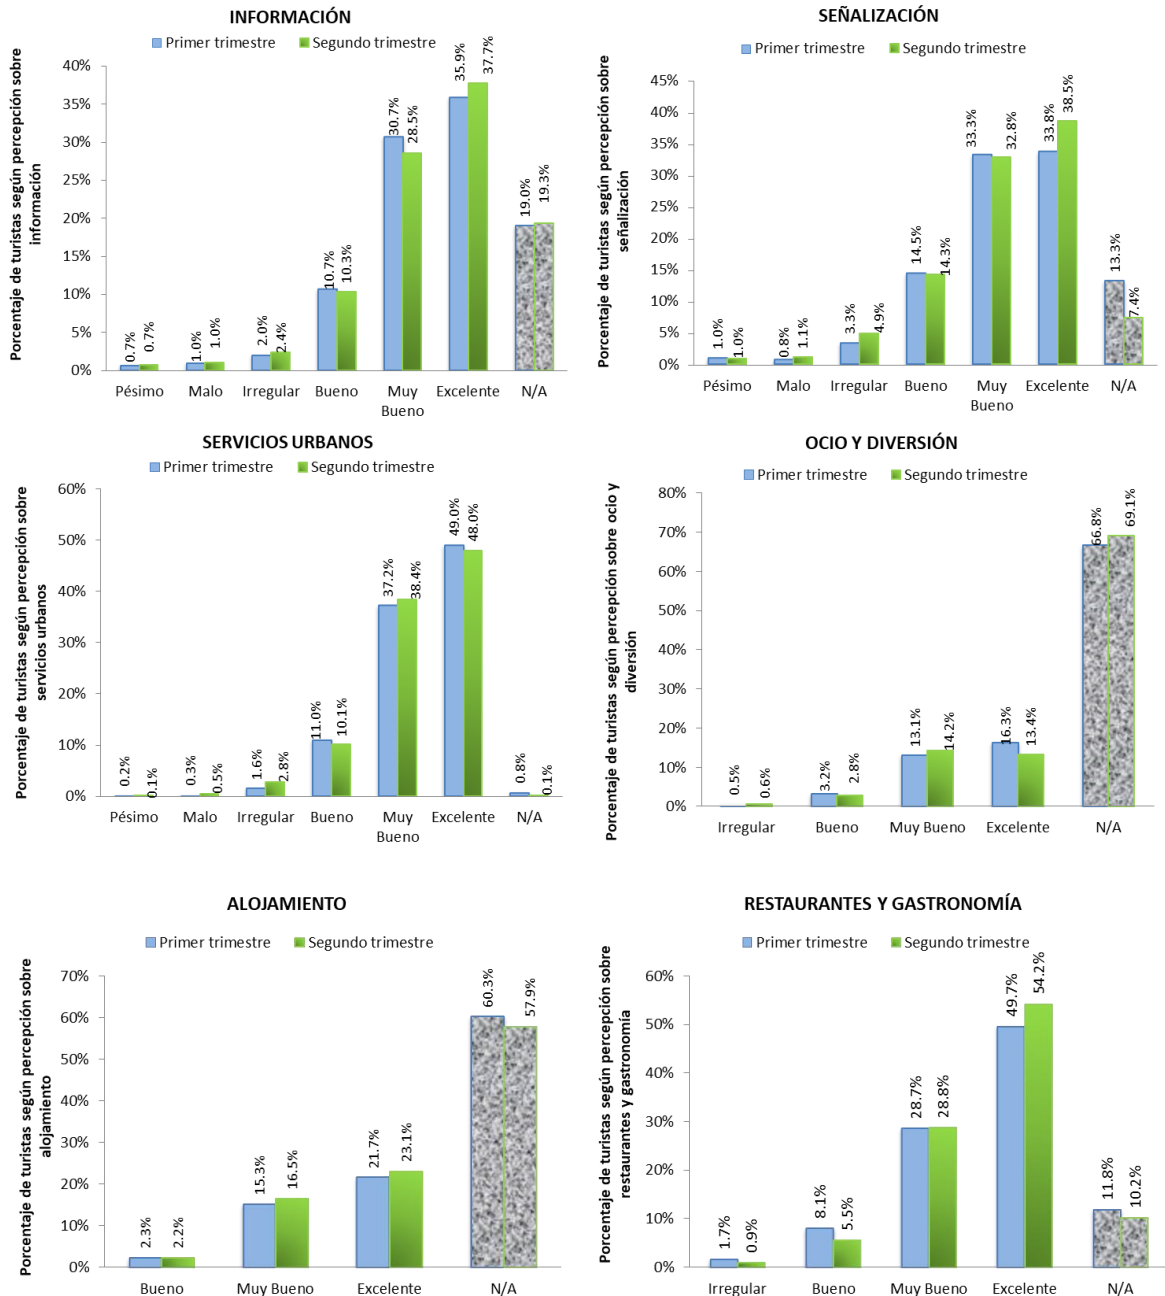 INFORMACIÓN
Primer trimestre
Segundo trimestre
Porcentaje de turistas según percepción sobre
información
40%
35%
30%
25%
20%
15%
10%
5%
0%
0.7%
0.7%
1.0%
1.0%
2.0%
2.4%
10.7%
10.3%
30.7%
28.5%
35.9%
37.7%
19.0%
19.3%
Pésimo
Malo
Irregular
Bueno
Muy
Bueno
Excelente
N/A
SEÑALIZACIÓN
Primer trimestre
Segundo trimestre
Porcentaje de turistas según percepción sobre
señalización
45%
40%
35%
30%
25%
20%
15%
10%
5%
0%
1.0%
1.0%
0.8%
1.1%
3.3%
4.9%
14.5%
14.3%
33.3%
32.8%
33.8%
38.5%
13.3%
7.4%
Pésimo
Malo
Irregular
Bueno
Muy
Bueno
Excelente
N/A
SERVICIOS URBANOS
Primer trimestre
Segundo trimestre
Porcentaje de turistas según percepción sobre
servicios urbanos
60%
50%
40%
30%
20%
10%
0%
0.2%
0.1%
0.3%
0.5%
1.6%
2.8%
11.0%
10.1%
37.2%
38.4%
49.0%
48.0%
0.8%
0.1%
Pésimo
Malo
Irregular
Bueno
Muy
Bueno
Excelente
N/A
OCIO Y DIVERSIÓN
Primer trimestre
Segundo trimestre
Porcentaje de turistas según percepción sobre ocio y
diversión
80%
70%
60%
50%
40%
30%
20%
10%
0%
0.5%
0.6%
3.2%
2.8%
13.1%
14.2%
16.3%
13.4%
66.8%
69.1%
Irregular
Bueno
Muy Bueno
Excelente
N/A
ALOJAMIENTO
Primer trimestre
Segundo trimestre
Porcentaje de turistas según percepción sobre
alojamiento
70%
60%
50%
40%
30%
20%
10%
0%
2.3%
2.2%
15.3%
16.5%
21.7%
23.1%
60.3%
57.9%
Bueno
Muy Bueno
Excelente
N/A
RESTAURANTES Y GASTRONOMÍA
Primer trimestre
Segundo trimestre
Porcentaje de turistas según percepción sobre
restaurantes y gastronomía
60%
50%
40%
30%
20%
10%
0%
1.7%
0.9%
8.1%
5.5%
28.7%
28.8%
49.7%
54.2%
11.8%
10.2%
Irregular
Bueno
Muy Bueno
Excelente
N/A